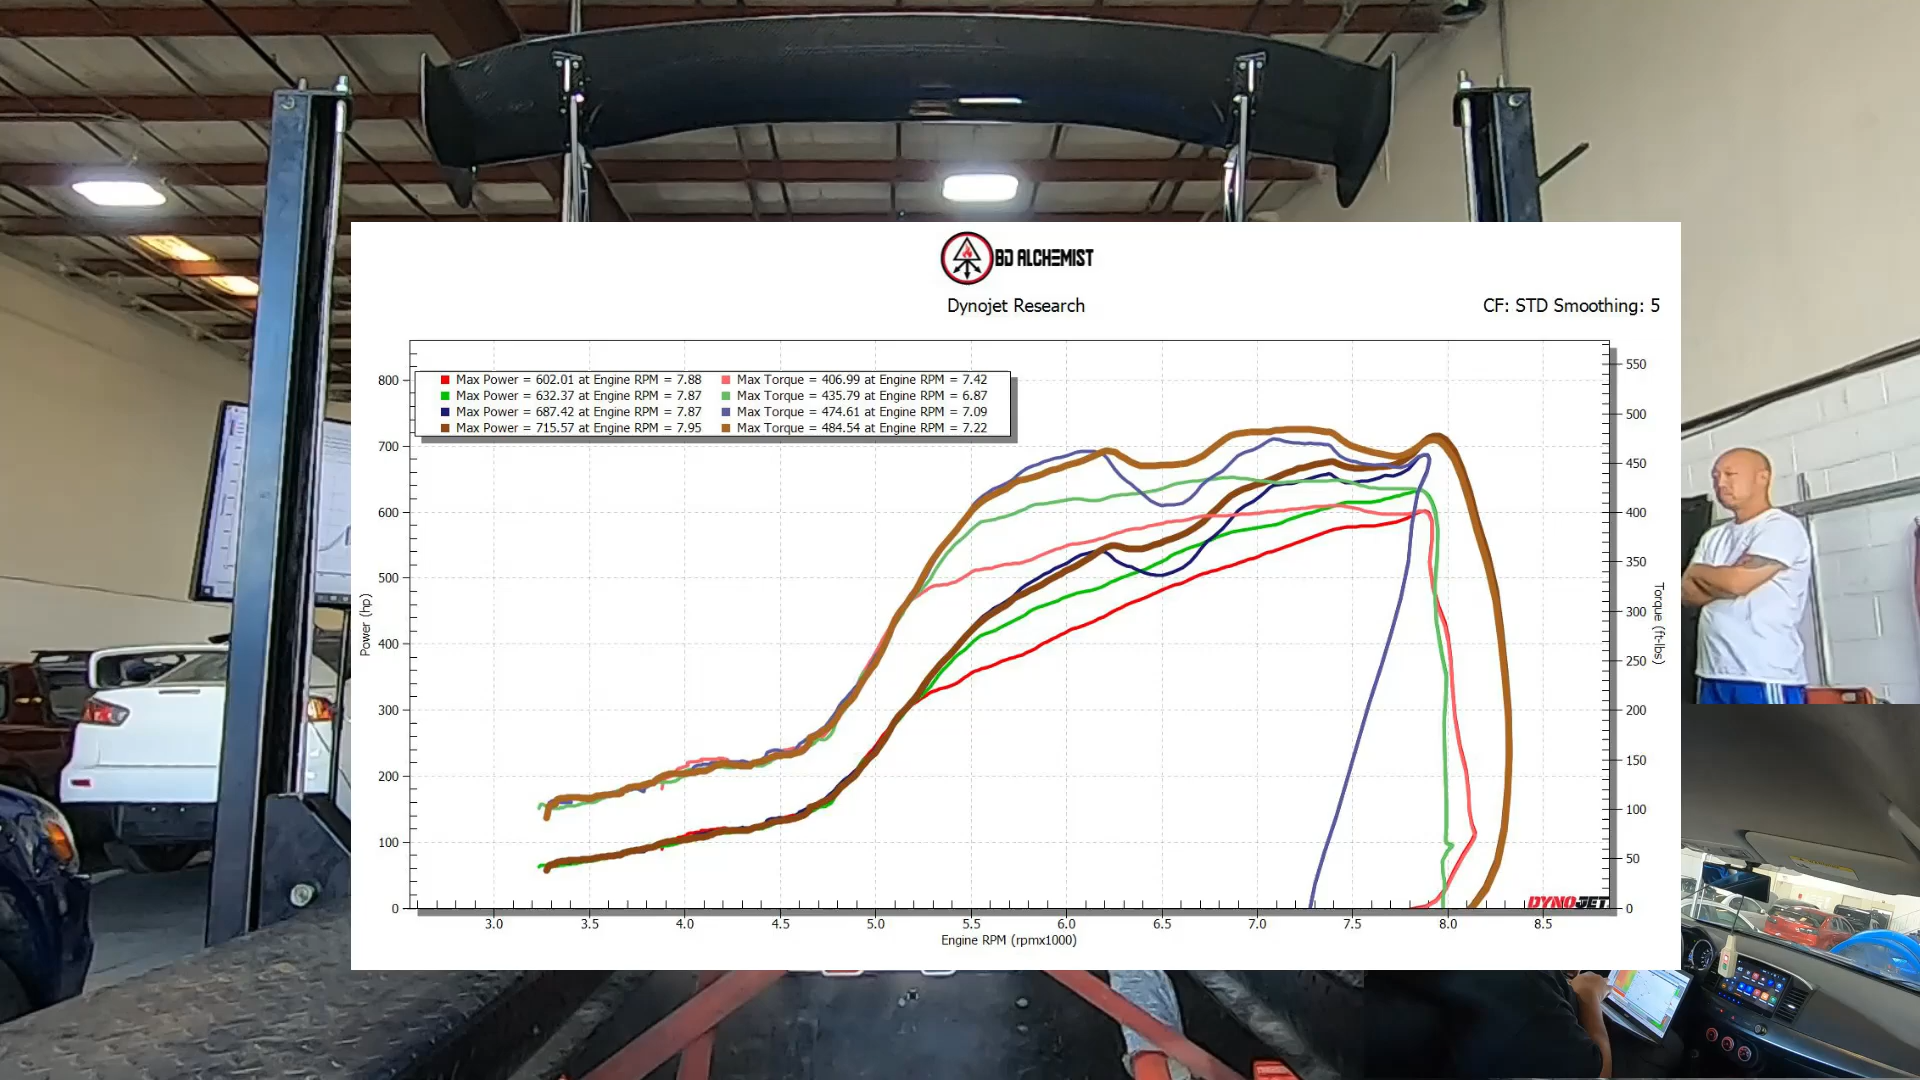 BD ALCHEMIST
Dynojet Research
CF: STD Smoothing: 5
Max Power = 602.01 at Engine RPM = 7.88 Max Torque = 406.99 at Engine RPM = 7.42
Max Power = 632.37 at Engine RPM = 7.87 Max Torque = 435.79 at Engine RPM = 6.87
Max Power = 687.42 at Engine RPM = 7.87 Max Torque = 474.61 at Engine RPM = 7.09
Max Power = 715.57 at Engine RPM = 7.95 Max Torque = 484.54 at Engine RPM = 7.22
800
700
600
500
400
300
200
100
0
Power (hp)
550
500
450
400
350
300
250
200
150
100
50
0
Torque (ft-lbs)
DYNOJET
3.0 3.5 4.0 4.5 5.0 5.5 6.0 6.5 7.0 7.5 8.0 8.5
Engine RPM (rpmx1000)